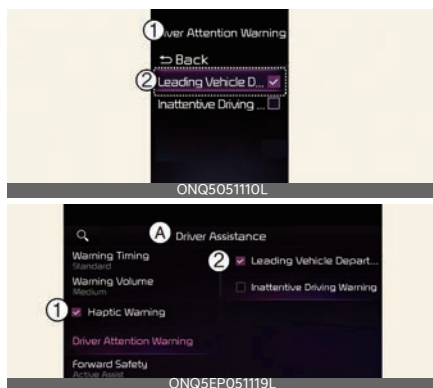 1 iver Attention Warning
Back
2 Leading Vehicle D...
Inattentive Driving ...
ONQ5051110L
A Driver Assistance
Warning Timing
Standard
2 Leading Vehicle Depart...
Warning Volume
Medium
Inattentive Driving Warning
1 Haptic Warning
Driver Attention Warning
Forward Safety
Active Assist
ONQ5EP051119L